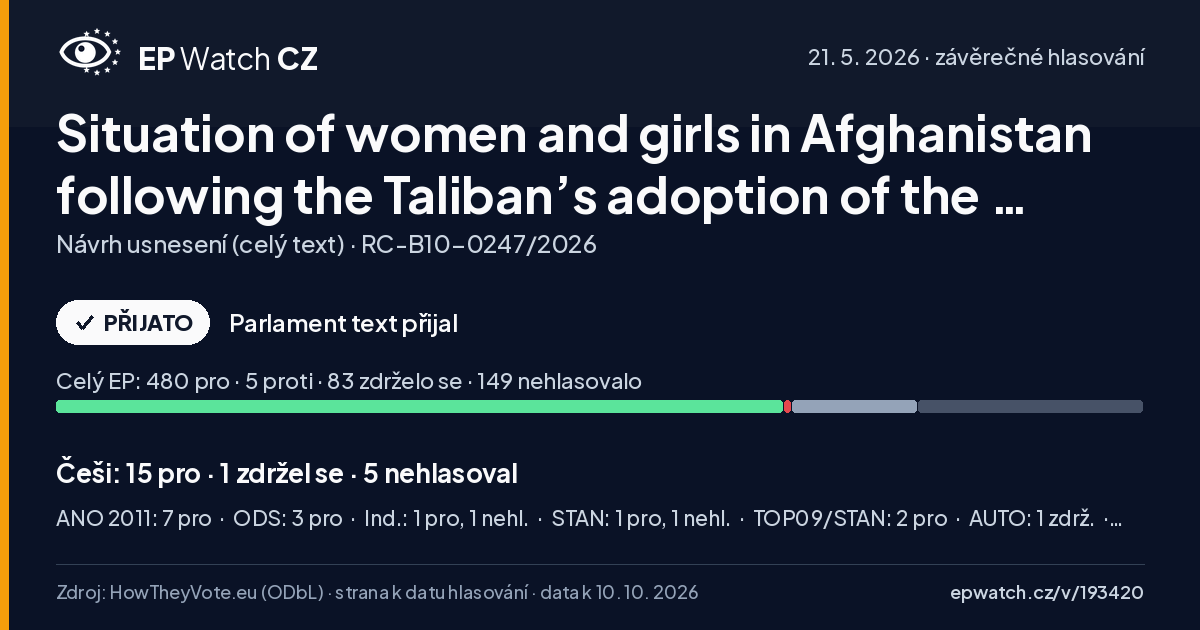 EP Watch CZ
21. 5. 2026 · závěrečné hlasování
Situation of women and girls in Afghanistan
following the Taliban’s adoption of the …
Návrh usnesení (celý text) · RC-B10-0247/2026
✓ PŘIJATO
Parlament text přijal
Celý EP: 480 pro · 5 proti · 83 zdrželo se · 149 nehlasovalo
Češi: 15 pro · 1 zdržel se · 5 nehlasoval
ANO 2011: 7 pro · ODS: 3 pro · Ind.: 1 pro, 1 nehl. · STAN: 1 pro, 1 nehl. · TOP09/STAN: 2 pro · AUTO: 1 zdrž. ·…
Zdroj: HowTheyVote.eu (ODbL) · strana k datu hlasování · data k 10. 10. 2026
epwatch.cz/v/193420